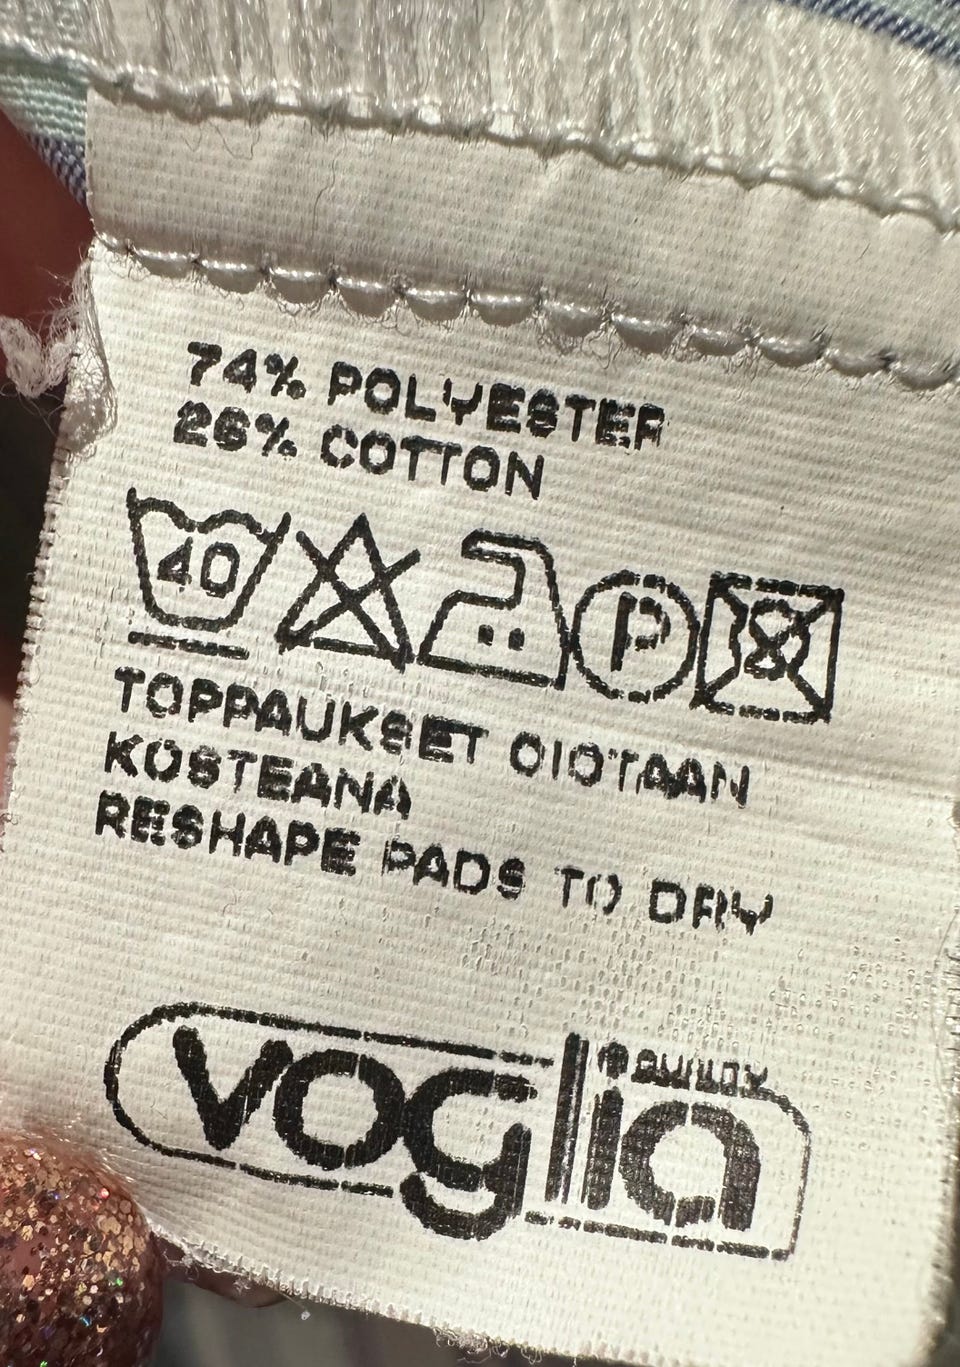 74% POLYESTER
26% COTTON
40 P
TOPPAUKSET OIOTAAN
KOSTEANA
RESHAPE PADS TO DRY
voglia